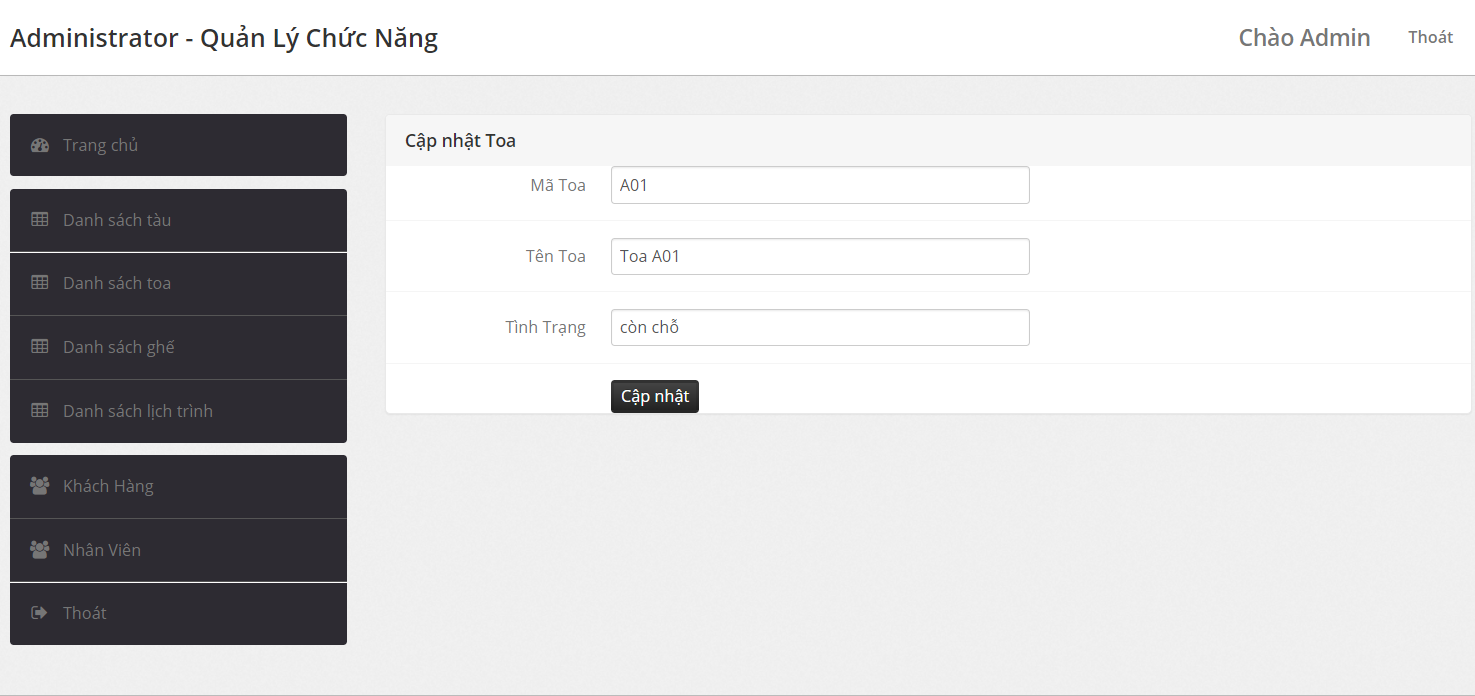 Administrator - Quản Lý Chức Năng
Chào Admin
Thoát
Trang chủ
Danh sách tàu
Danh sách toa
Danh sách ghế
Danh sách lịch trình
Khách Hàng
Nhân Viên
Thoát
Cập nhật Toa
Mã Toa A01
Tên Toa Toa A01
Tình Trạng còn chỗ
Cập nhật